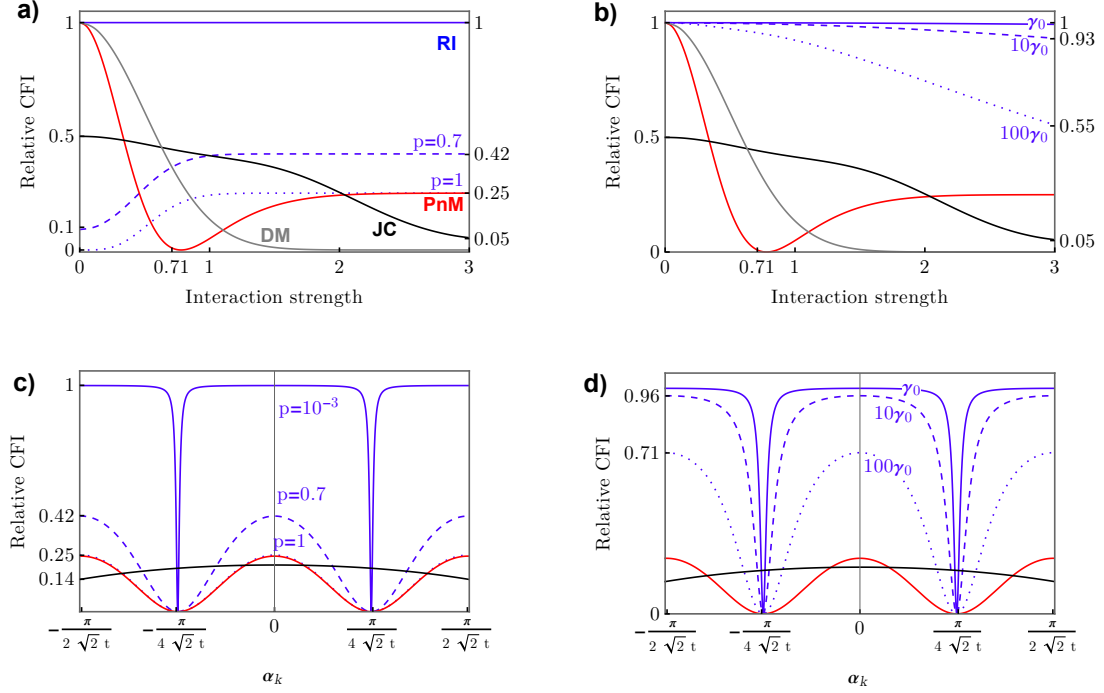 a)
Relative CFI
1
0.5
0.1
0
RI
p=0.7
p=1
PnM
DM
JC
1
0.42
0.25
0.05
0
0.71
1
2
3
Interaction strength
b)
Relative CFI
1
0.5
0
γ₀
10γ₀
100γ₀
1
0.93
0.55
0.05
0
0.71
1
2
3
Interaction strength
c)
Relative CFI
1
0.42
0.25
0.14
p=10⁻³
p=0.7
p=1
−π/(2 √2 t)
−π/(4 √2 t)
0
π/(4 √2 t)
π/(2 √2 t)
αₖ
d)
Relative CFI
0.96
0.71
0
γ₀
10γ₀
100γ₀
−π/(2 √2 t)
−π/(4 √2 t)
0
π/(4 √2 t)
π/(2 √2 t)
αₖ